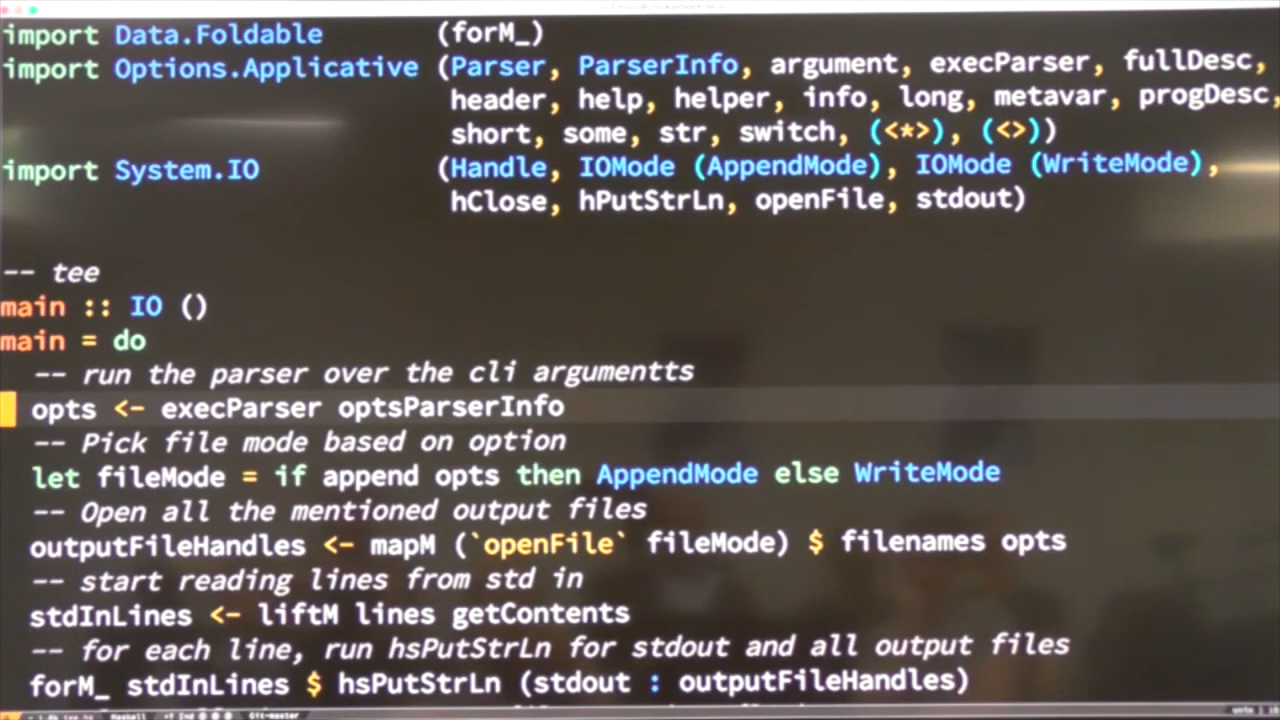 import Data.Foldable (forM_)
import Options.Applicative (Parser, ParserInfo, argument, execParser, fullDesc,
header, help, helper, info, long, metavar, progDesc,
short, some, str, switch, (<*>), (<>))
import System.IO (Handle, IOMode (AppendMode), IOMode (WriteMode),
hClose, hPutStrLn, openFile, stdout)
-- tee
main :: IO ()
main = do
-- run the parser over the cli argumentts
opts <- execParser optsParserInfo
-- Pick file mode based on option
let fileMode = if append opts then AppendMode else WriteMode
-- Open all the mentioned output files
outputFileHandles <- mapM (`openFile` fileMode) $ filenames opts
-- start reading lines from std in
stdInLines <- liftM lines getContents
-- for each line, run hsPutStrLn for stdout and all output files
forM_ stdInLines $ hsPutStrLn (stdout : outputFileHandles)
Haskell Git-master